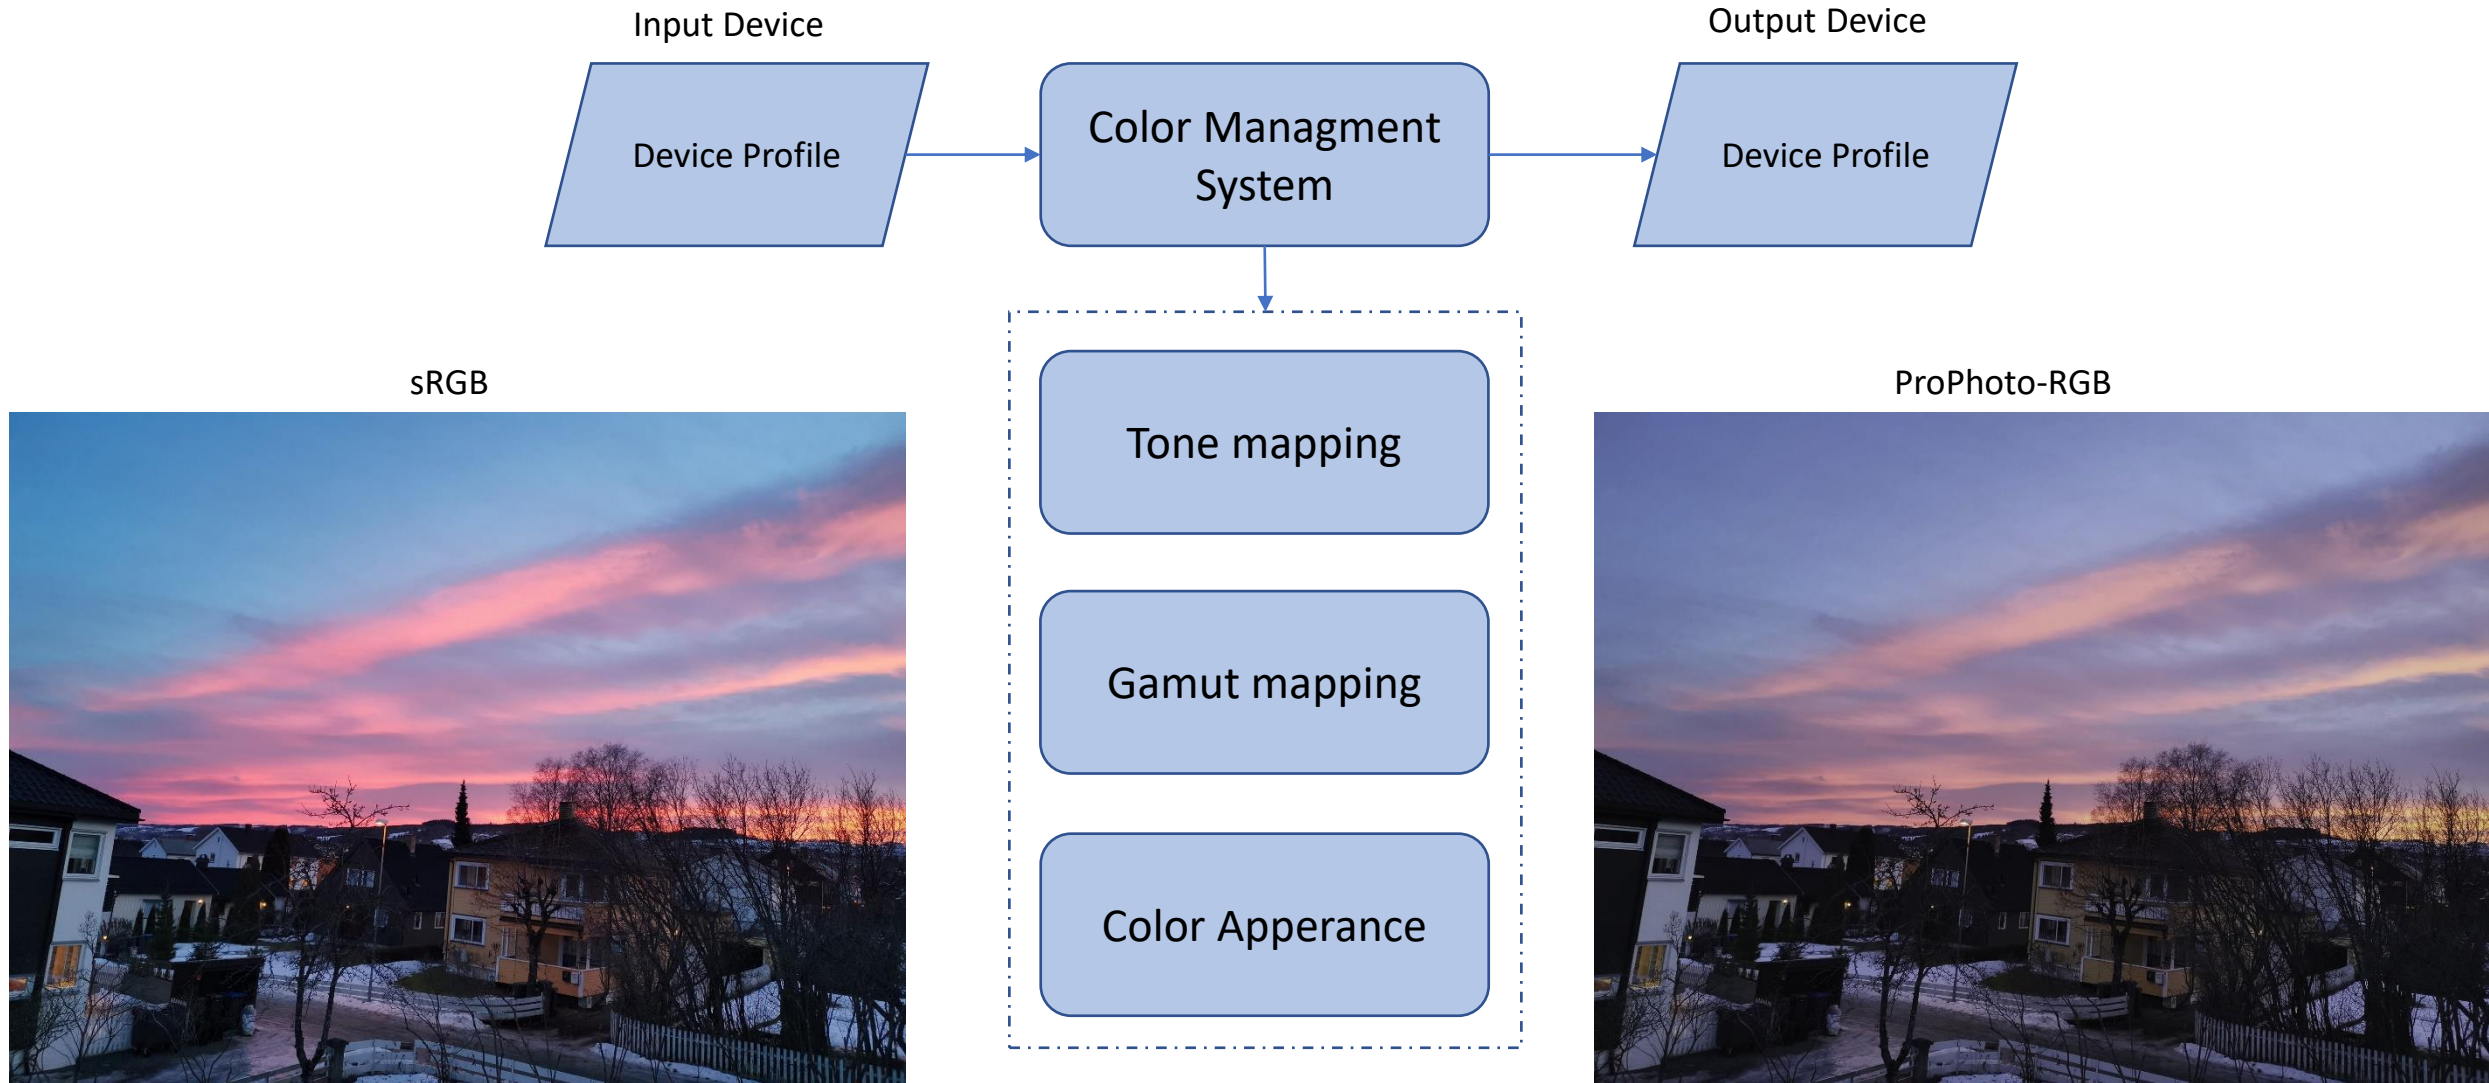 Input Device
Output Device
Device Profile
Color Managment
System
Device Profile
sRGB
ProPhoto-RGB
Tone mapping
Gamut mapping
Color Apperance